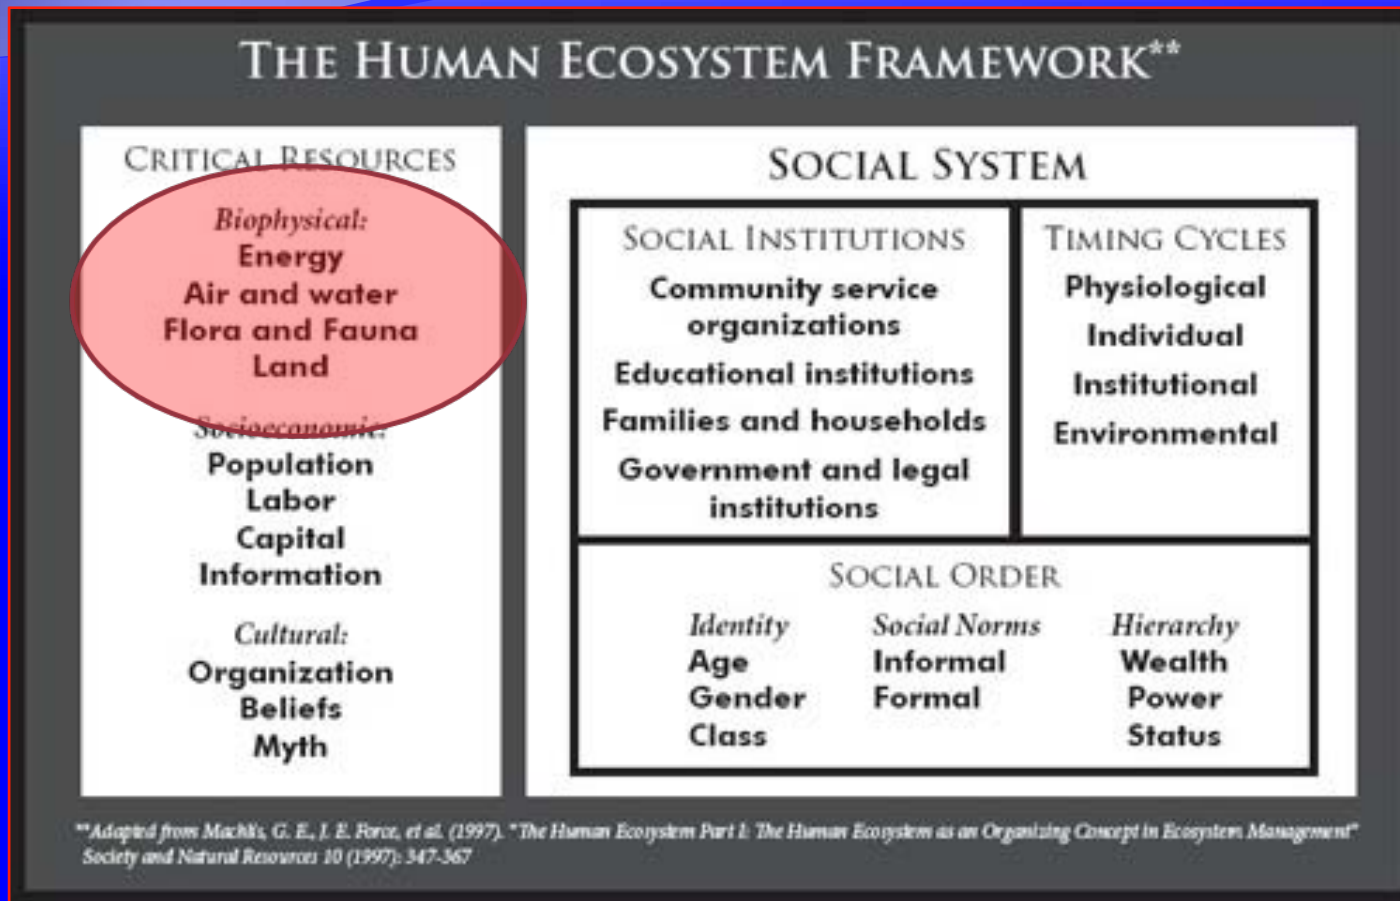 THE HUMAN ECOSYSTEM FRAMEWORK**
CRITICAL RESOURCES
Biophysical:
Energy
Air and water
Flora and Fauna
Land
Socioeconomic:
Population
Labor
Capital
Information
Cultural:
Organization
Beliefs
Myth
SOCIAL SYSTEM
SOCIAL INSTITUTIONS
Community service
organizations
Educational institutions
Families and households
Government and legal
institutions
TIMING CYCLES
Physiological
Individual
Institutional
Environmental
SOCIAL ORDER
Identity
Age
Gender
Class
Social Norms
Informal
Formal
Hierarchy
Wealth
Power
Status
**Adapted from Machlis, G. E., J. E. Force, et al. (1997). "The Human Ecosystem Part I: The Human Ecosystem as an Organizing Concept in Ecosystem Management"
Society and Natural Resources 10 (1997): 347-367